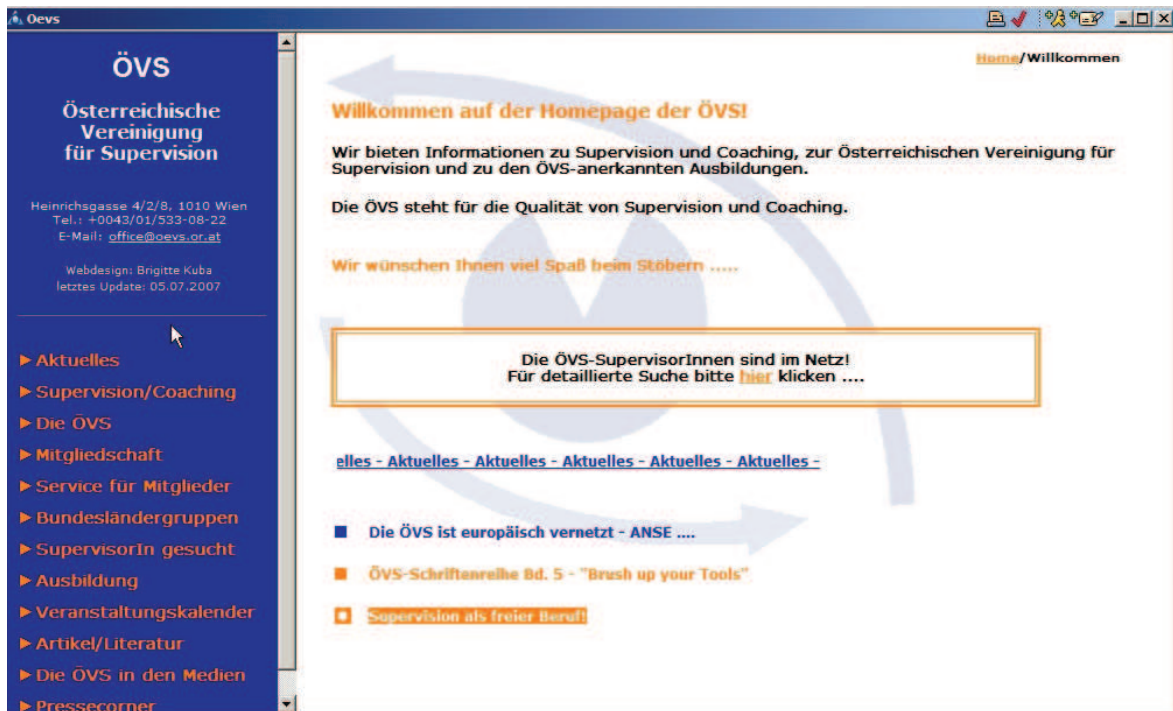 Oevs
ÖVS
Österreichische
Vereinigung
für Supervision
Heinrichsgasse 4/2/8, 1010 Wien
Tel.: +0043/01/533-08-22
E-Mail: office@oevs.or.at
Webdesign: Brigitte Kuba
letztes Update: 05.07.2007
Aktuelles
Supervision/Coaching
Die ÖVS
Mitgliedschaft
Service für Mitglieder
Bundesländergruppen
SupervisorIn gesucht
Ausbildung
Veranstaltungskalender
Artikel/Literatur
Die ÖVS in den Medien
Pressecorner
Home/Willkommen
Willkommen auf der Homepage der ÖVS!
Wir bieten Informationen zu Supervision und Coaching, zur Österreichischen Vereinigung für
Supervision und zu den ÖVS-anerkannten Ausbildungen.
Die ÖVS steht für die Qualität von Supervision und Coaching.
Wir wünschen Ihnen viel Spaß beim Stöbern .....
Die ÖVS-SupervisorInnen sind im Netz!
Für detaillierte Suche bitte hier klicken ....
elles - Aktuelles - Aktuelles - Aktuelles - Aktuelles - Aktuelles -
Die ÖVS ist europäisch vernetzt - ANSE ....
ÖVS-Schriftenreihe Bd. 5 - "Brush up your Tools"
Supervision als freier Beruf!